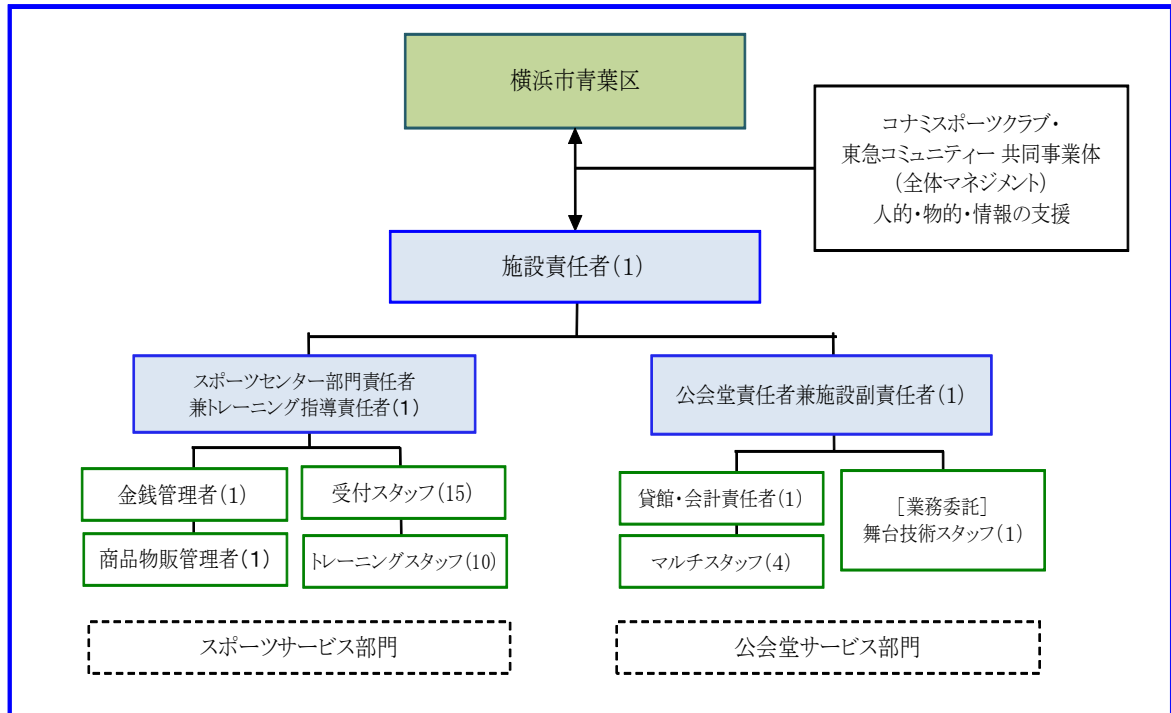 横浜市青葉区
コナミスポーツクラブ・
東急コミュニティー 共同事業体
(全体マネジメント)
人的・物的・情報の支援
施設責任者(1)
スポーツセンター部門責任者
兼トレーニング指導責任者(1)
公会堂責任者兼施設副責任者(1)
金銭管理者(1)
受付スタッフ(15)
商品物販管理者(1)
トレーニングスタッフ(10)
貸館・会計責任者(1)
マルチスタッフ(4)
[業務委託]
舞台技術スタッフ(1)
スポーツサービス部門
公会堂サービス部門